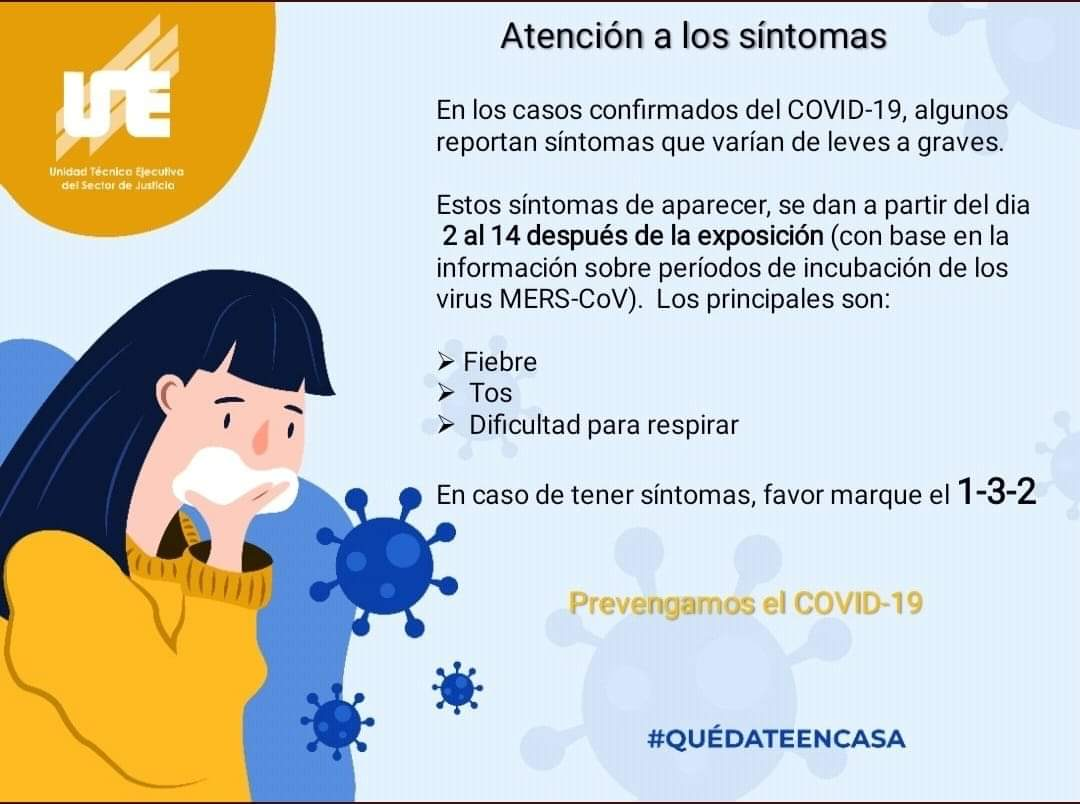 UTE
Unidad Técnica Ejecutiva
del Sector de Justicia
Atención a los síntomas
En los casos confirmados del COVID-19, algunos
reportan síntomas que varían de leves a graves.
Estos síntomas de aparecer, se dan a partir del dia
2 al 14 después de la exposición (con base en la
información sobre períodos de incubación de los
virus MERS-CoV). Los principales son:
➢ Fiebre
➢ Tos
➢ Dificultad para respirar
En caso de tener síntomas, favor marque el 1-3-2
Prevengamos el COVID-19
#QUÉDATEENCASA